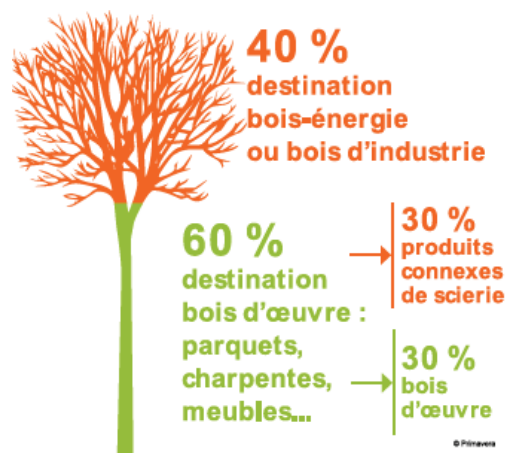 40 %
destination
bois-énergie
ou bois d'industrie
60 %
destination
bois d'œuvre :
parquets,
charpentes,
meubles...
30 %
produits
connexes
de scierie
30 %
bois
d'œuvre
© Primavera